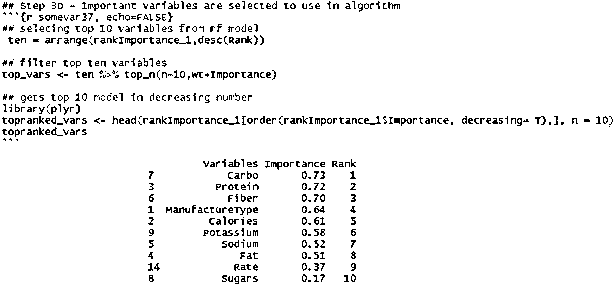 ## Step 3D - Important variables are selected to use in algorithm
```{r somevar37, echo=FALSE}
## selecing top 10 variables from rf model
ten = arrange(rankImportance_1,desc(Rank))
## filter top ten variables
top_vars <- ten %>% top_n(n=10,wt=Importance)
## gets top 10 model in decreasing number
library(plyr)
topranked_vars <- head(rankImportance_1[order(rankImportance_1$Importance, decreasing= T),], n = 10)
topranked_vars
```
Variables Importance Rank
7 Carbo 0.73 1
3 Protein 0.72 2
6 Fiber 0.70 3
1 ManufactureType 0.64 4
2 Calories 0.61 5
9 Potassium 0.58 6
5 Sodium 0.52 7
4 Fat 0.51 8
14 Rate 0.37 9
8 Sugars 0.17 10